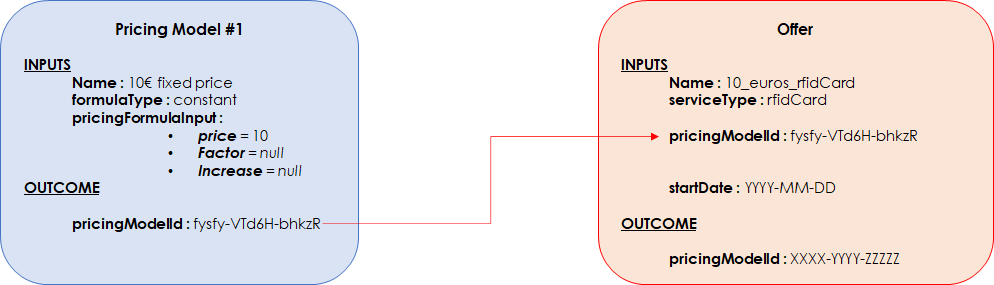 Pricing Model #1
INPUTS
Name : 10€ fixed price
formulaType : constant
pricingFormulaInput :
• price = 10
• Factor = null
• Increase = null
OUTCOME
pricingModelId : fysfy-VTd6H-bhkzR
Offer
INPUTS
Name : 10_euros_rfidCard
serviceType : rfidCard
pricingModelId : fysfy-VTd6H-bhkzR
startDate : YYYY-MM-DD
OUTCOME
pricingModelId : XXXX-YYYY-ZZZZZ